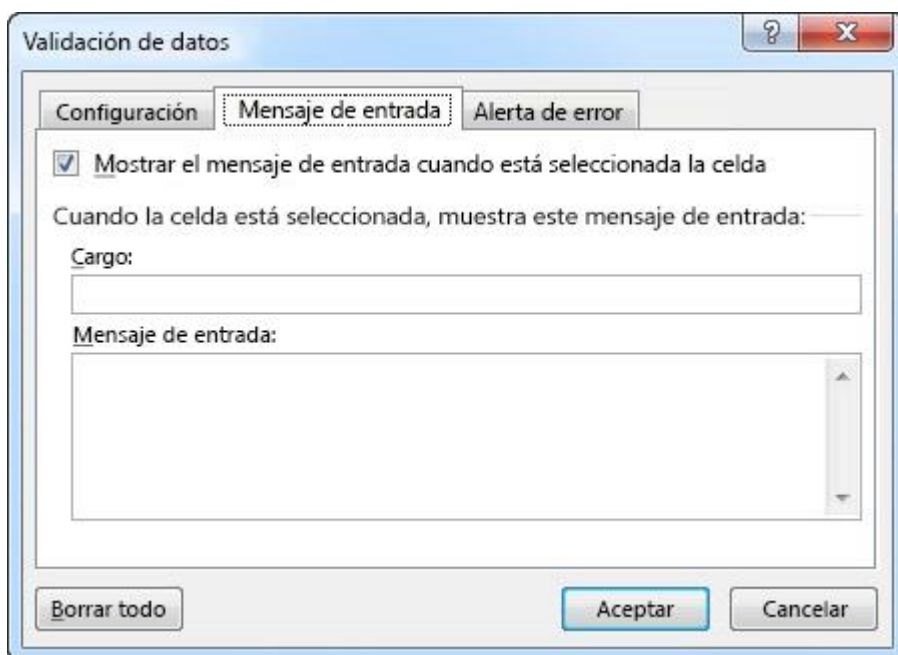 Validación de datos
Configuración Mensaje de entrada Alerta de error
Mostrar el mensaje de entrada cuando está seleccionada la celda
Cuando la celda está seleccionada, muestra este mensaje de entrada:
Cargo:
Mensaje de entrada:
Borrar todo Aceptar Cancelar